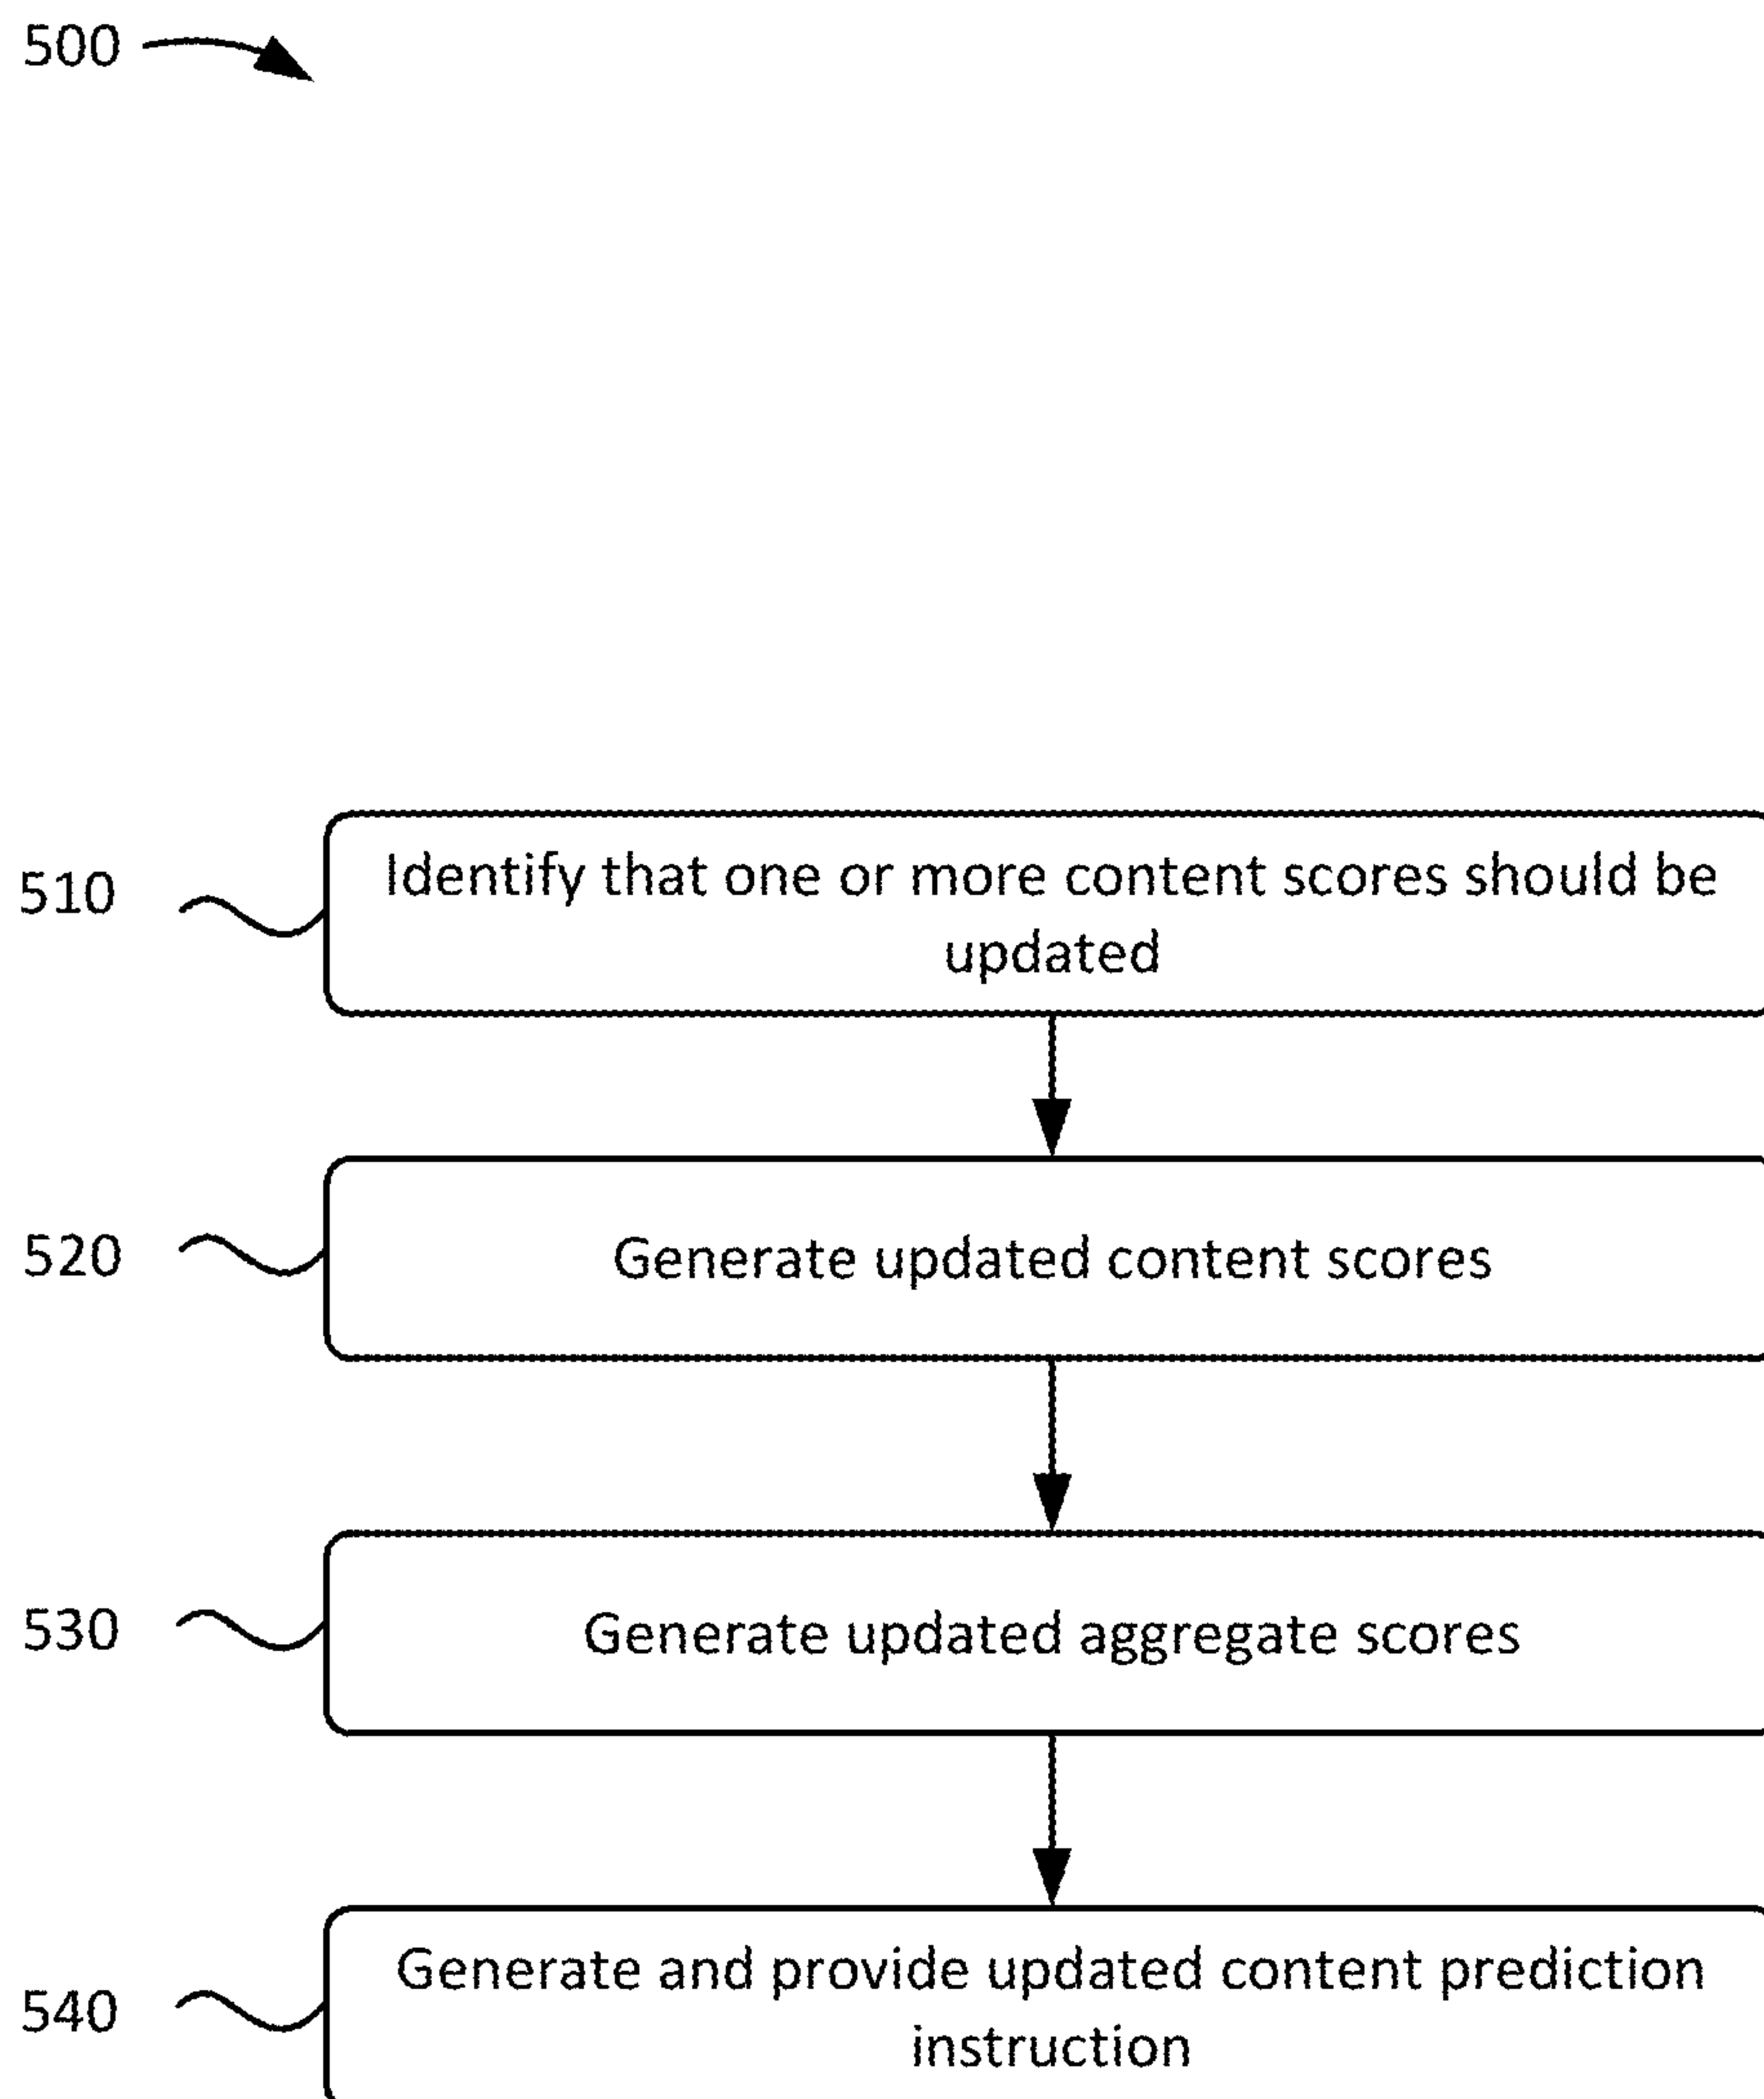 500
510
Identify that one or more content scores should be
updated
520
Generate updated content scores
530
Generate updated aggregate scores
540
Generate and provide updated content prediction
instruction